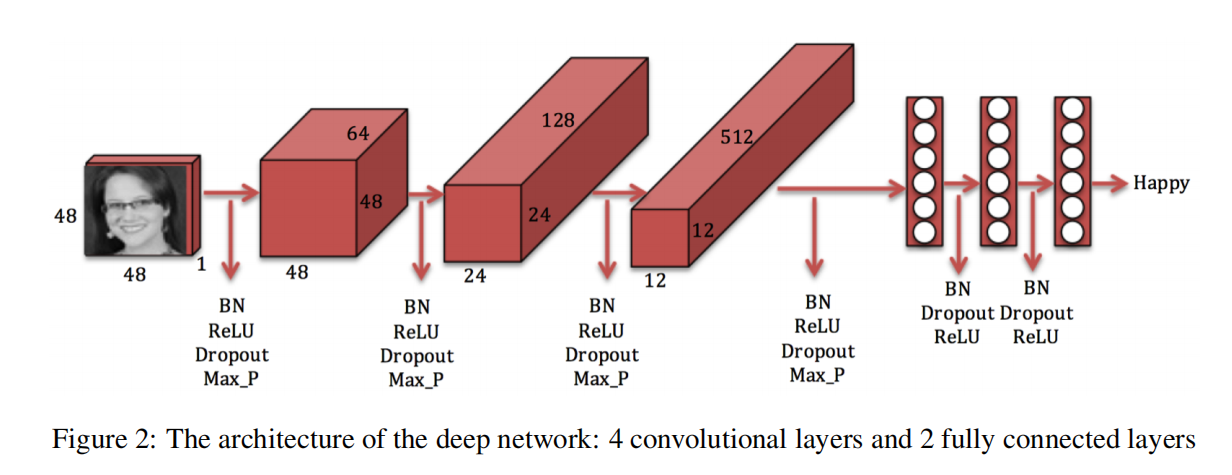 48
48
1
64
48
48
128
24
24
512
12
12
Happy
BN
ReLU
Dropout
Max_P
BN
ReLU
Dropout
Max_P
BN
ReLU
Dropout
Max_P
BN
ReLU
Dropout
Max_P
BN
Dropout
ReLU
BN
Dropout
ReLU
Figure 2: The architecture of the deep network: 4 convolutional layers and 2 fully connected layers